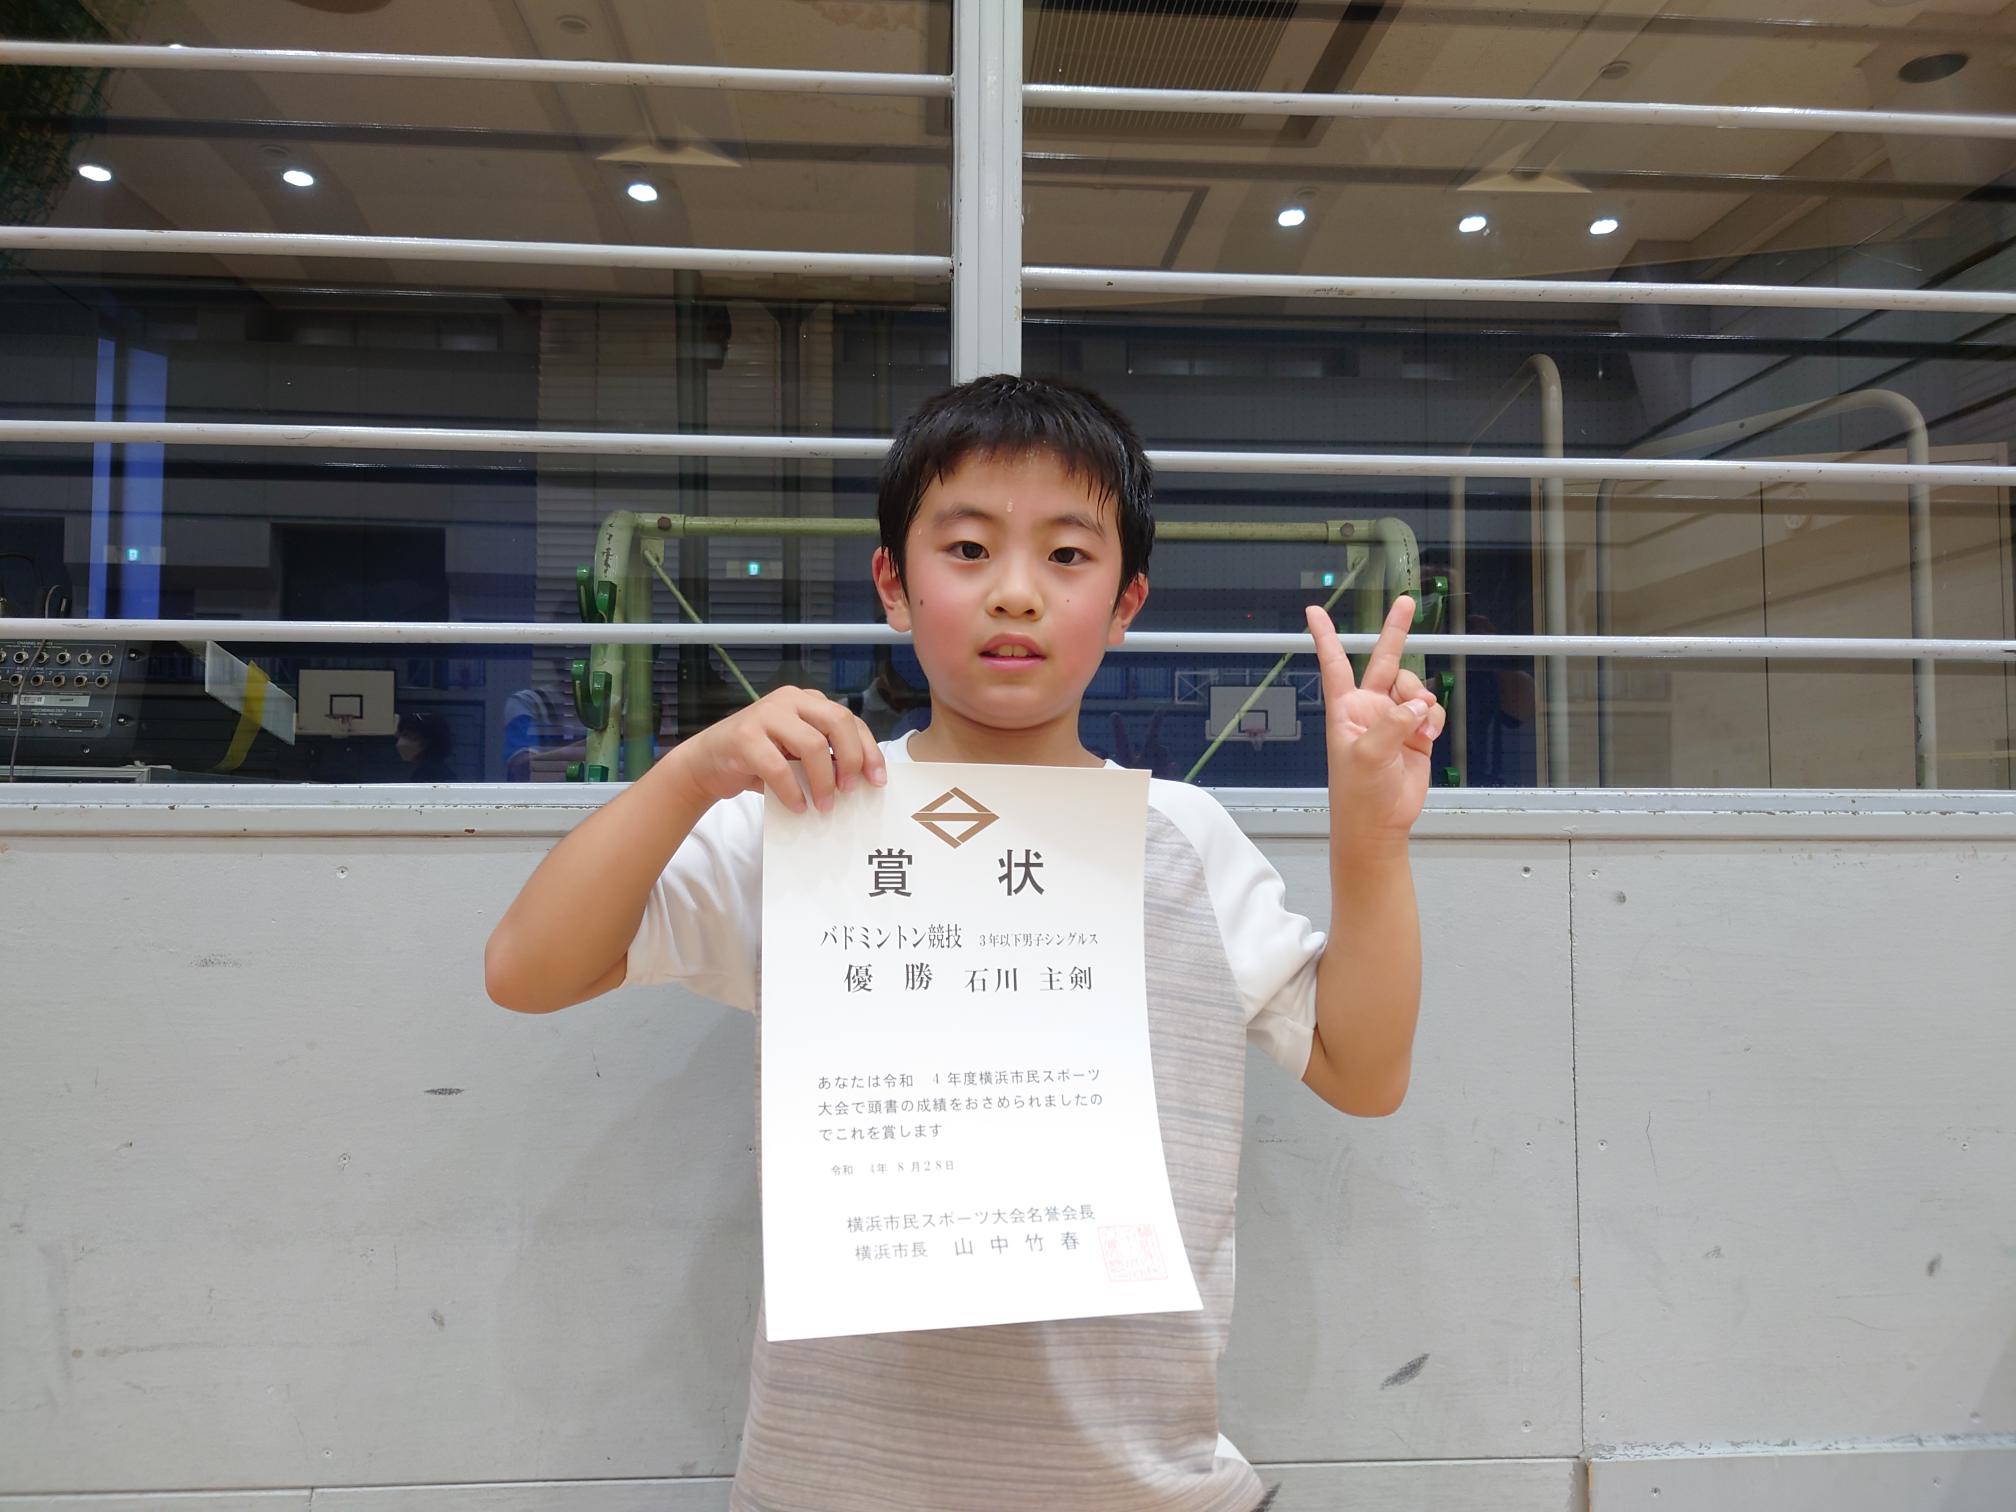 賞 状
バドミントン競技 3年以下男子シングルス
優 勝 石川 主剣
あなたは令和 4 年度横浜市民スポーツ
大会で頭書の成績をおさめられましたの
でこれを賞します
令和 4年 8月28日
横浜市民スポーツ大会名誉会長
横浜市長 山 中 竹 春